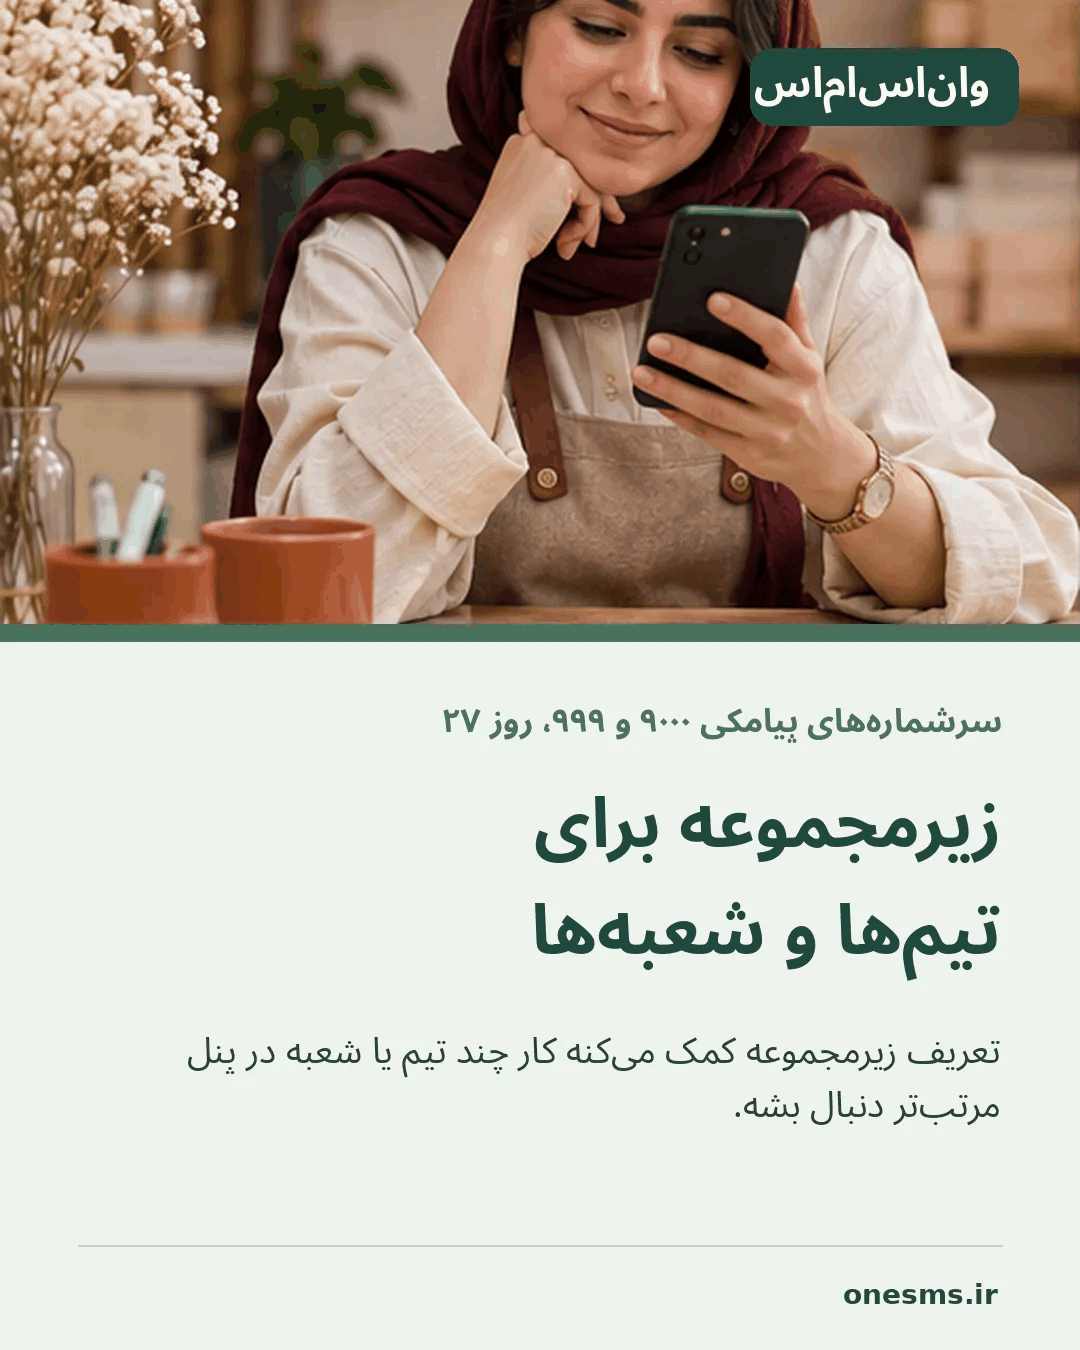 وان‌اس‌ام‌اس
سرشماره‌های پیامکی ۹۰۰۰ و ۹۹۹، روز ۲۷
زیرمجموعه برای
تیم‌ها و شعبه‌ها
تعریف زیرمجموعه کمک می‌کنه کار چند تیم یا شعبه در پنل
مرتب‌تر دنبال بشه.
onesms.ir